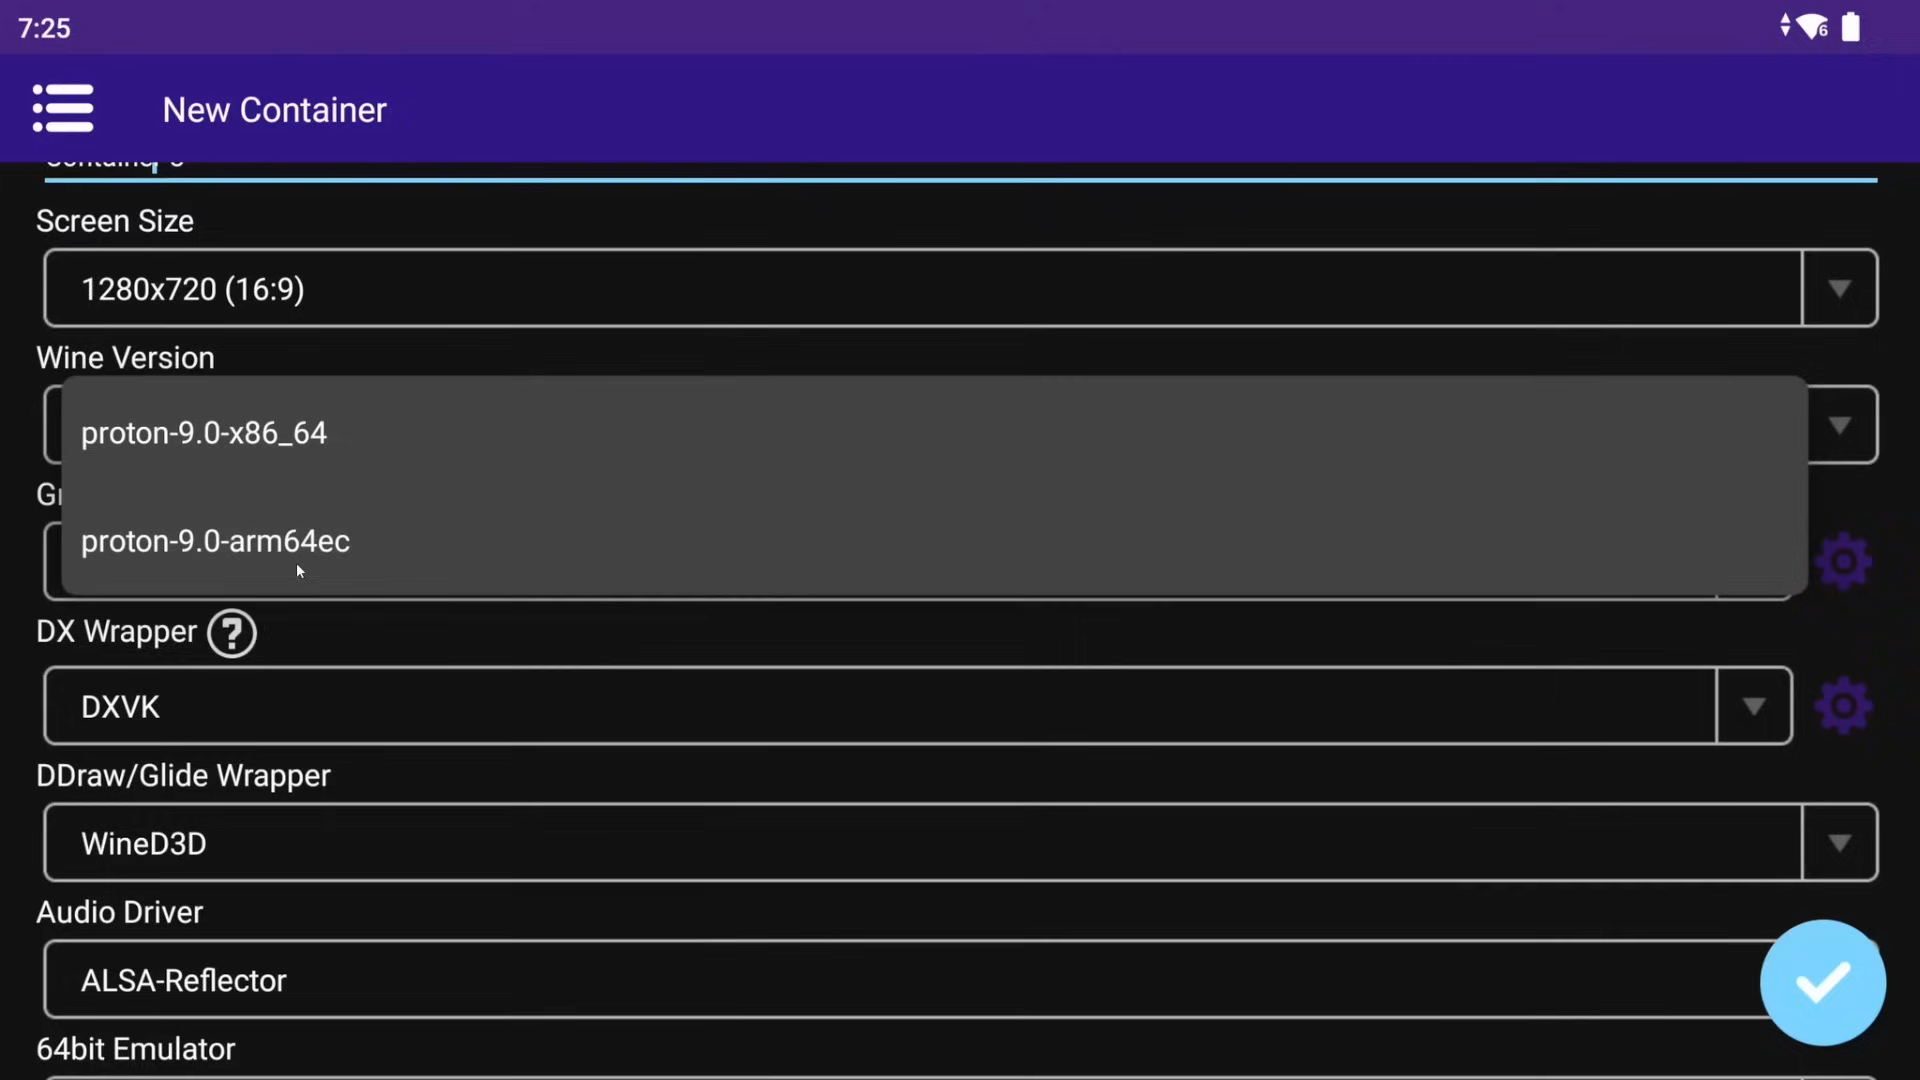 7:25
6
New Container
Screen Size
1280x720 (16:9)
Wine Version
proton-9.0-x86_64
proton-9.0-arm64ec
DX Wrapper ?
DXVK
DDraw/Glide Wrapper
WineD3D
Audio Driver
ALSA-Reflector
64bit Emulator